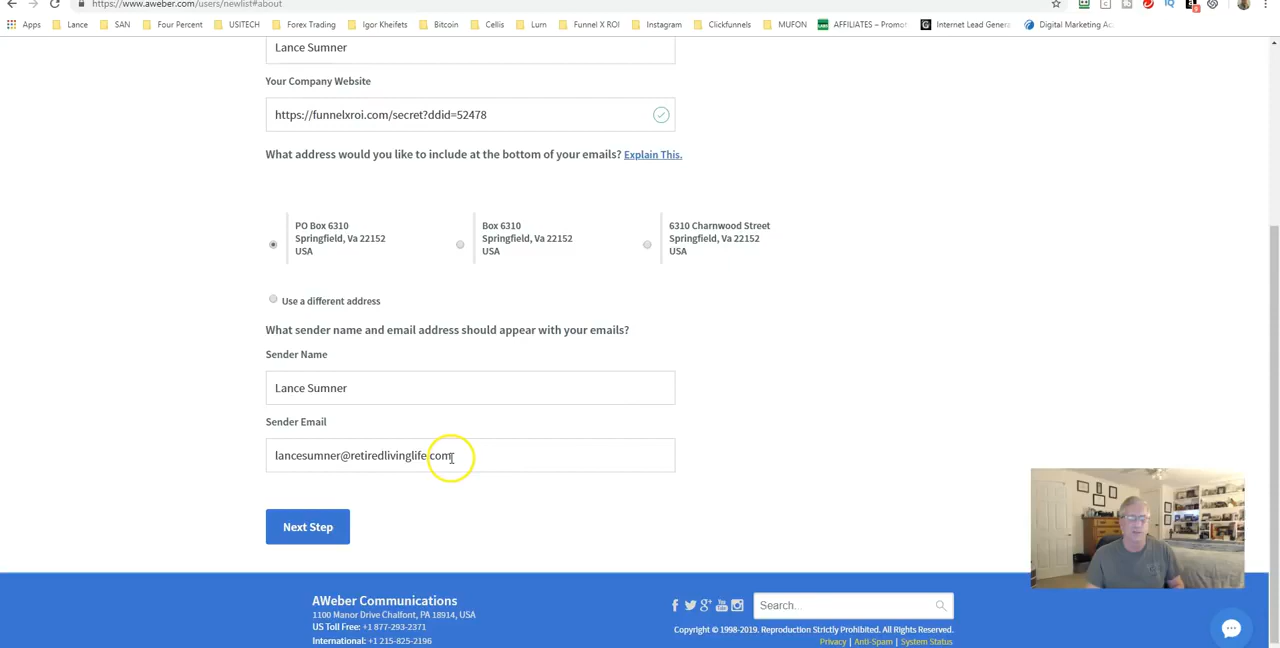 https://www.aweber.com/users/newlist#about
Apps
Lance
SAN
Four Percent
USITECH
Forex Trading
Igor Kheifets
Bitcoin
Cellis
Lurn
Funnel X ROI
Instagram
Clickfunnels
MUFON
AFFILIATES – Promot
Internet Lead Genera
Digital Marketing Ac
Lance Sumner
Your Company Website
https://funnelxroi.com/secret?ddid=52478
What address would you like to include at the bottom of your emails? Explain This.
PO Box 6310
Springfield, Va 22152
USA
Box 6310
Springfield, Va 22152
USA
6310 Charnwood Street
Springfield, Va 22152
USA
Use a different address
What sender name and email address should appear with your emails?
Sender Name
Lance Sumner
Sender Email
lancesumner@retiredlivinglife.com
Next Step
AWeber Communications
1100 Manor Drive Chalfont, PA 18914, USA
US Toll Free: +1 877-293-2371
International: +1 215-825-2196
Search...
Copyright © 1998-2019. Reproduction Strictly Prohibited. All Rights Reserved.
Privacy | Anti-Spam | System Status